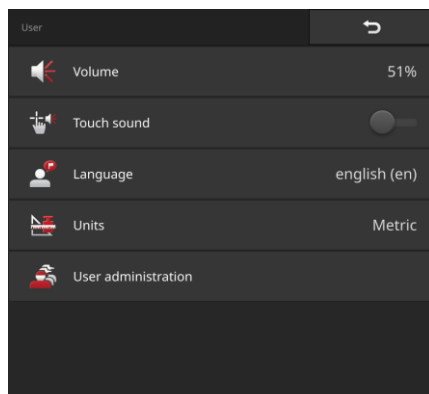 User
Volume 51%
Touch sound
Language english (en)
Units Metric
User administration